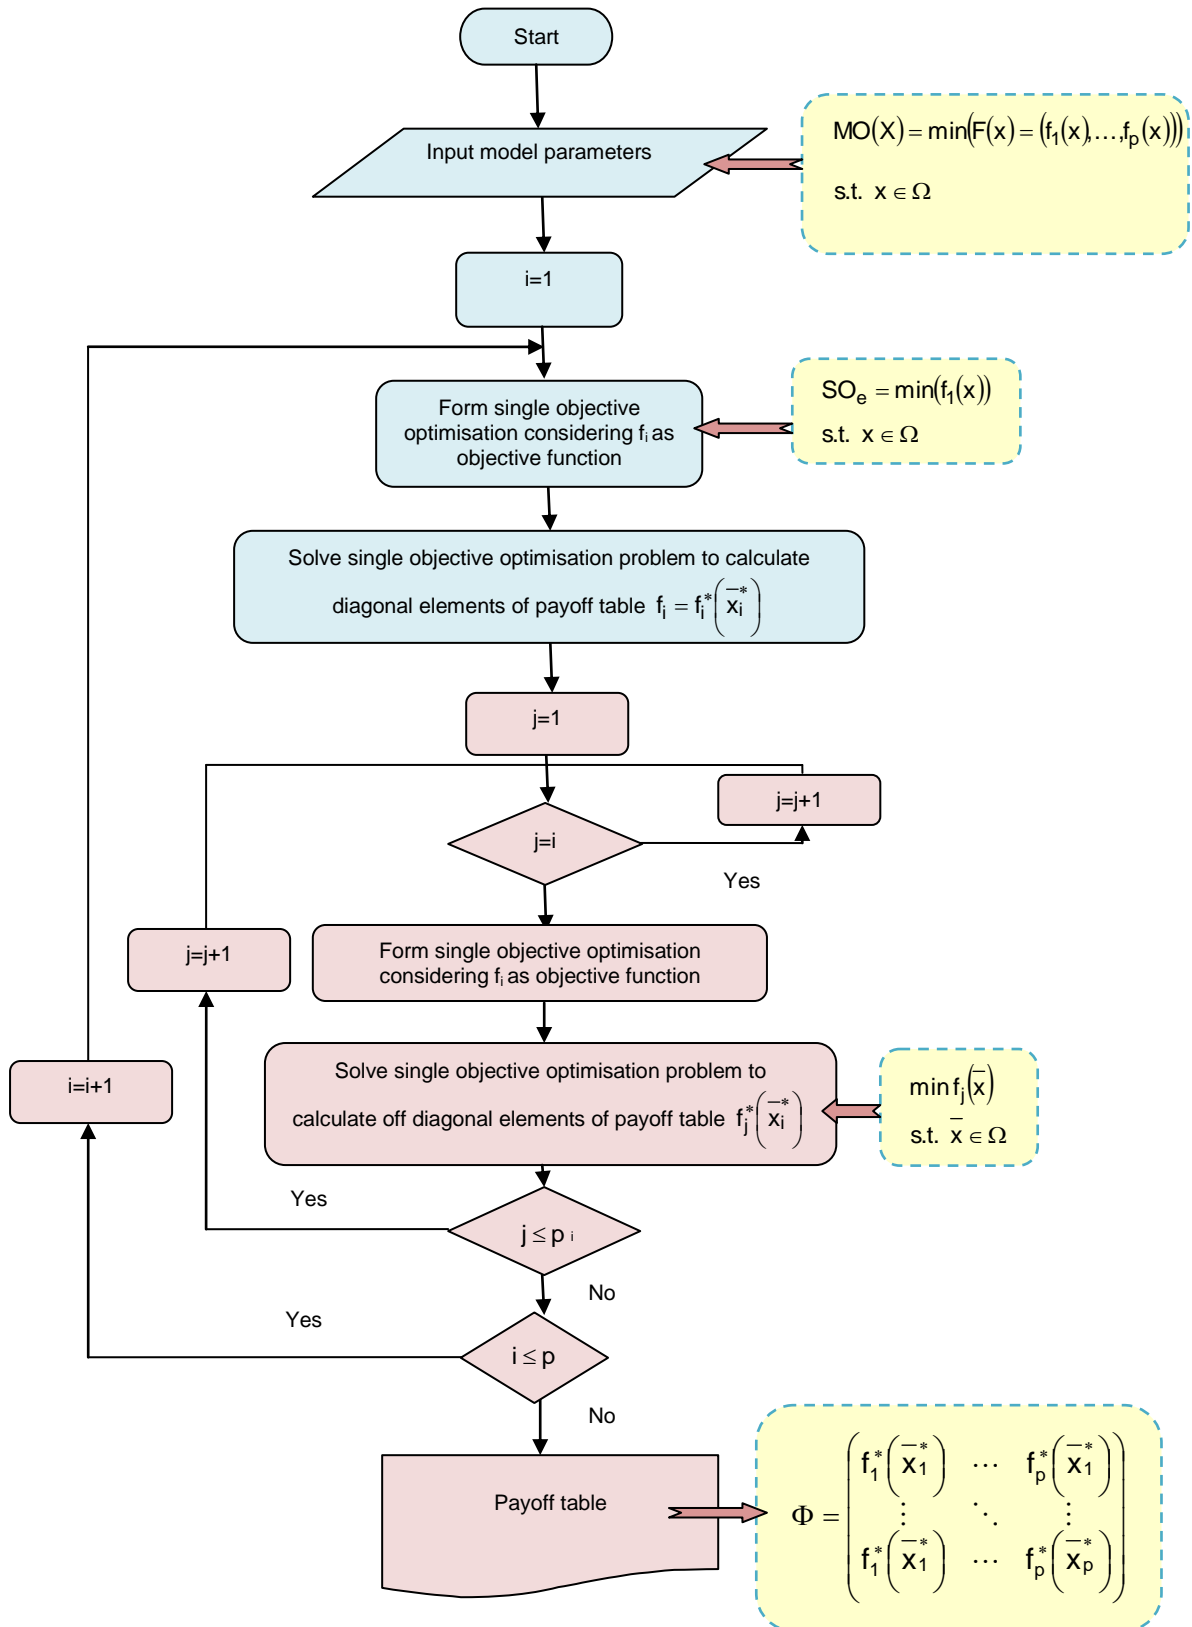 Start
Input model parameters
MO(X) = min(F(x) = (f₁(x),…,fₚ(x)))
s.t. x ∈ Ω
i=1
Form single objective
optimisation considering fᵢ as
objective function
SOₑ = min(f₁(x))
s.t. x ∈ Ω
Solve single objective optimisation problem to calculate
diagonal elements of payoff table fᵢ = fᵢ*(x̄ᵢ*)
j=1
j=j+1
j=i
Yes
j=j+1
Form single objective optimisation
considering fᵢ as objective function
i=i+1
Solve single objective optimisation problem to
calculate off diagonal elements of payoff table fⱼ*(x̄ᵢ*)
min fⱼ(x̄)
s.t. x̄ ∈ Ω
Yes
j ≤ p ᵢ
No
Yes
i ≤ p
No
Payoff table
f₁*(x̄₁*) ⋯ fₚ*(x̄₁*)
Φ = ⋮ ⋱ ⋮
f₁*(x̄₁*) ⋯ fₚ*(x̄ₚ*)